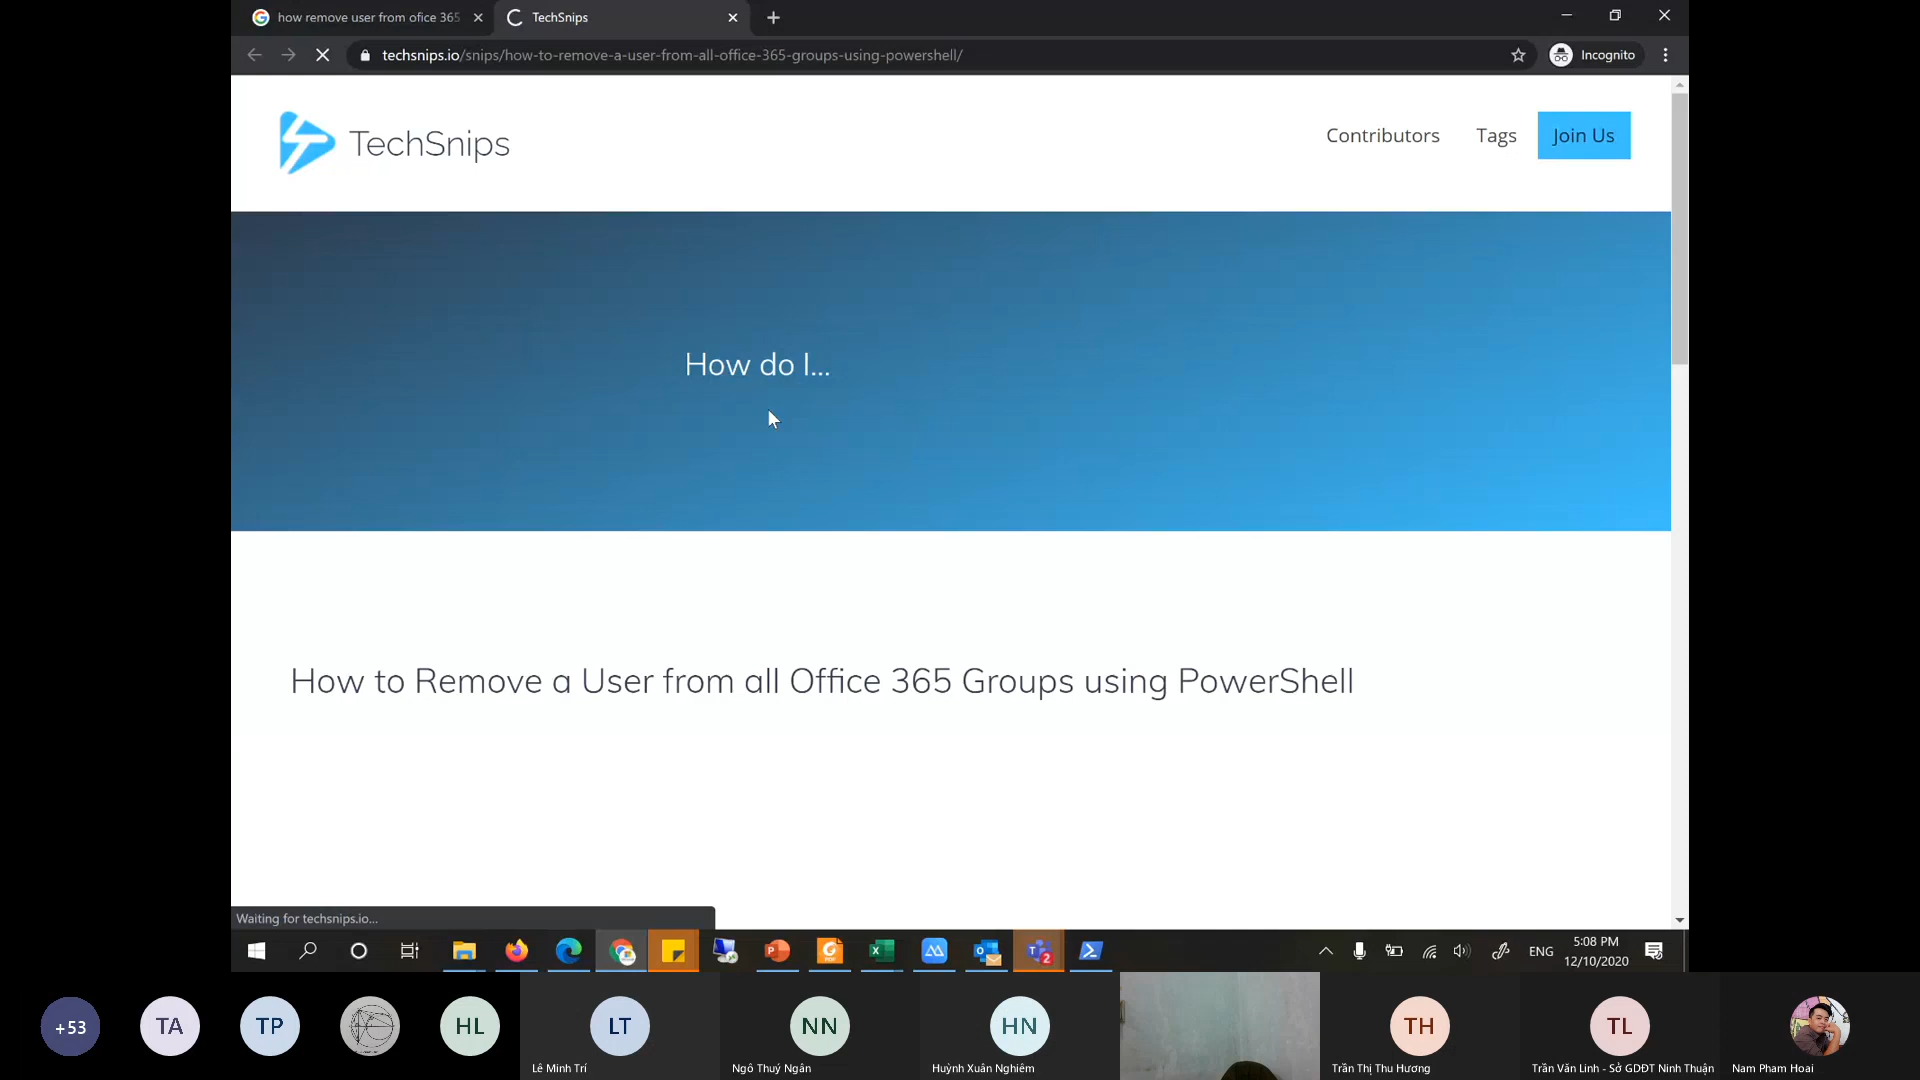 how remove user from ofice 365
TechSnips
techsnips.io/snips/how-to-remove-a-user-from-all-office-365-groups-using-powershell/
Incognito
TechSnips
Contributors
Tags
Join Us
How do I...
How to Remove a User from all Office 365 Groups using PowerShell
Waiting for techsnips.io...
2
ENG
5:08 PM
12/10/2020
+53
TA
TP
HL
LT
NN
HN
TH
TL
Lê Minh Trí
Ngô Thuý Ngân
Huỳnh Xuân Nghiêm
Trần Thị Thu Hương
Trần Văn Linh - Sở GDĐT Ninh Thuận
Nam Pham Hoai